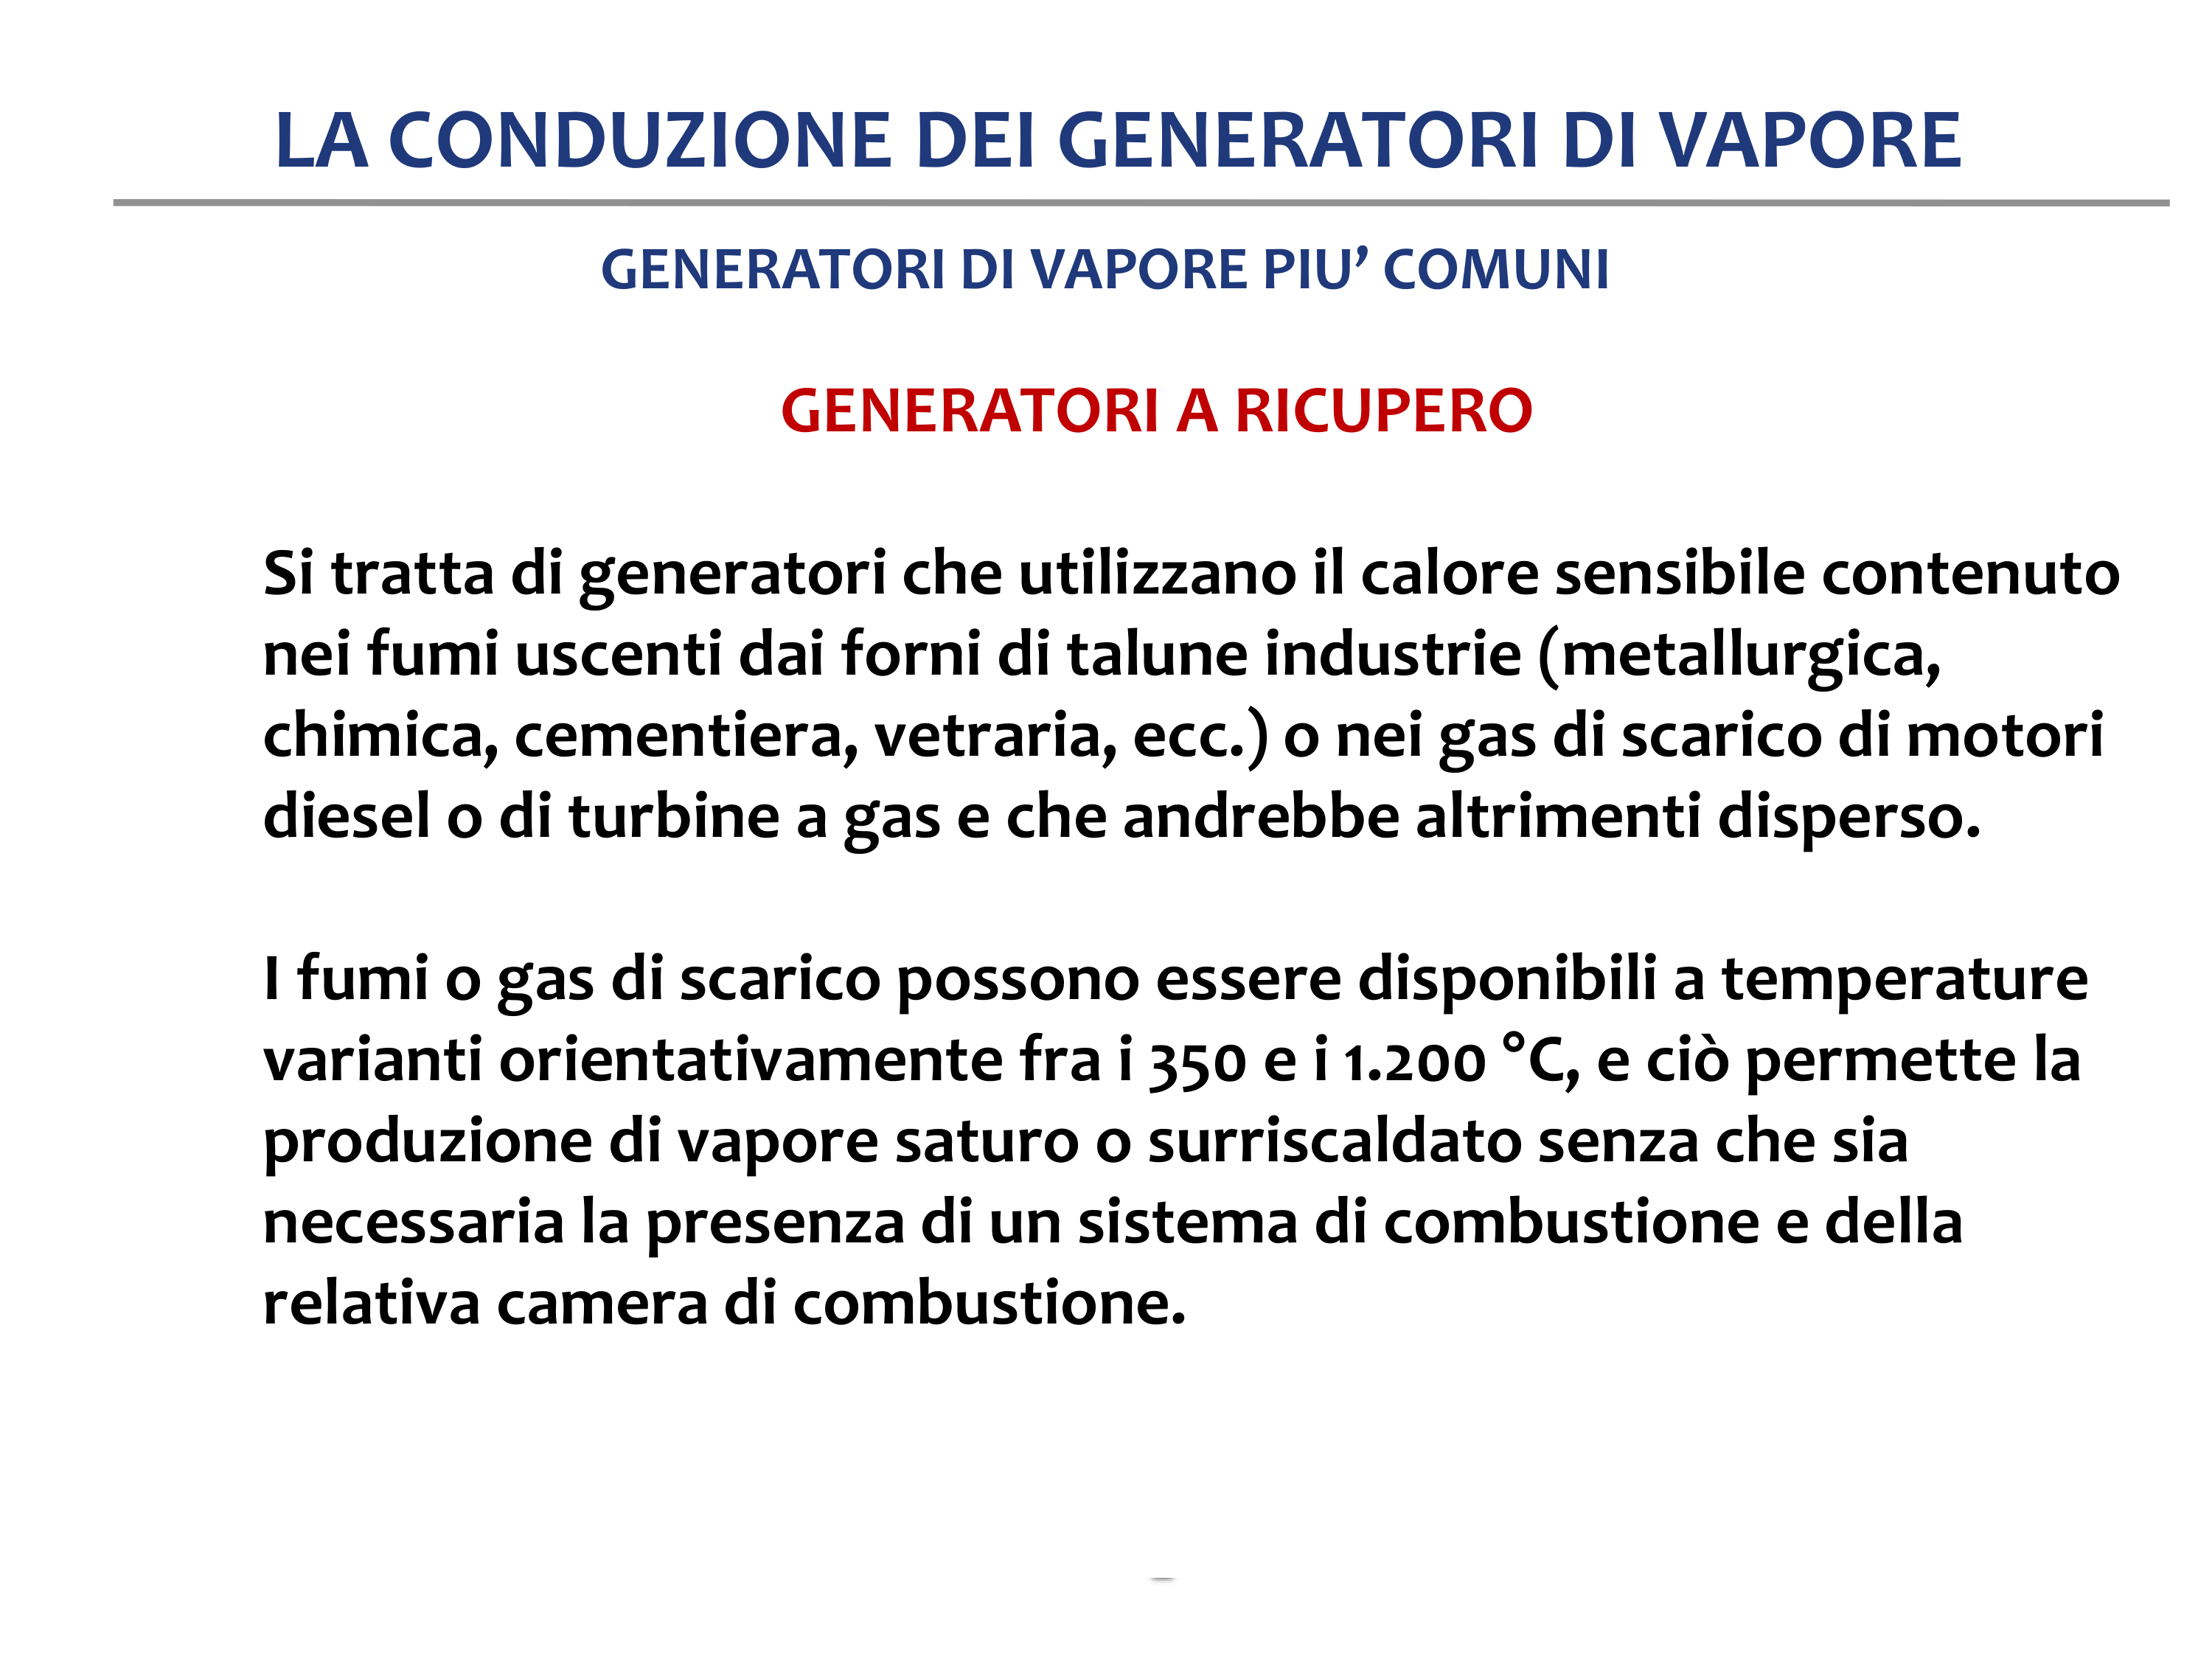 LA CONDUZIONE DEI GENERATORI DI VAPORE
GENERATORI DI VAPORE PIU’ COMUNI
GENERATORI A RICUPERO
Si tratta di generatori che utilizzano il calore sensibile contenuto
nei fumi uscenti dai forni di talune industrie (metallurgica,
chimica, cementiera, vetraria, ecc.) o nei gas di scarico di motori
diesel o di turbine a gas e che andrebbe altrimenti disperso.
I fumi o gas di scarico possono essere disponibili a temperature
varianti orientativamente fra i 350 e i 1.200 °C, e ciò permette la
produzione di vapore saturo o surriscaldato senza che sia
necessaria la presenza di un sistema di combustione e della
relativa camera di combustione.